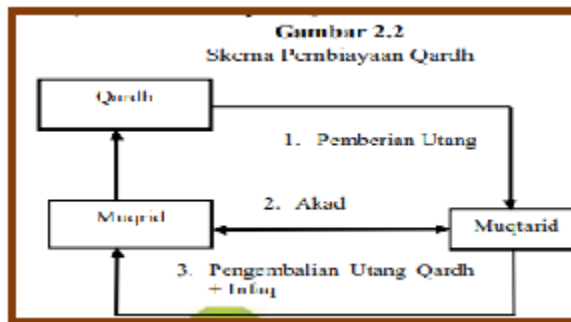 Gambar 2.2
Skema Pembiayaan Qardh
Qardh
1. Pemberian Utang
Muqrid
2. Akad
Muqtarid
3. Pengembalian Utang Qardh
+ Infaq